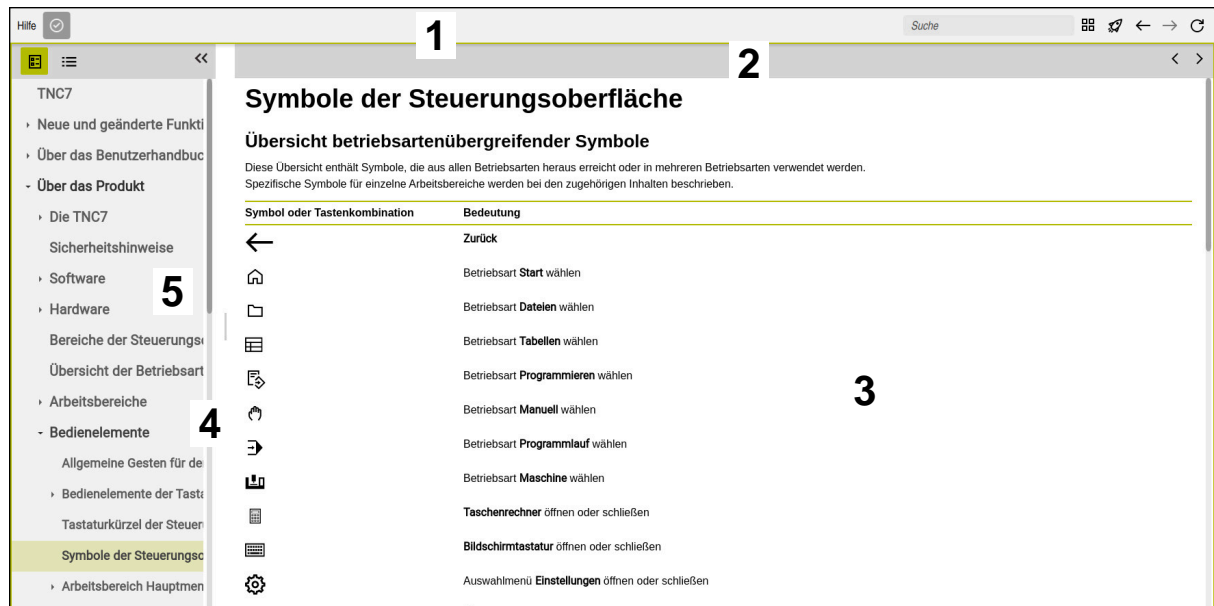 Hilfe
Suche
1
2
TNC7
Neue und geänderte Funkti
Über das Benutzerhandbuc
Über das Produkt
Die TNC7
Sicherheitshinweise
Software
5
Hardware
Bereiche der Steuerungs
Übersicht der Betriebsart
Arbeitsbereiche
Bedienelemente
4
Allgemeine Gesten für de
Bedienelemente der Tasta
Tastaturkürzel der Steuer
Symbole der Steuerungso
Arbeitsbereich Hauptmen
Symbole der Steuerungsoberfläche
Übersicht betriebsartenübergreifender Symbole
Diese Übersicht enthält Symbole, die aus allen Betriebsarten heraus erreicht oder in mehreren Betriebsarten verwendet werden.
Spezifische Symbole für einzelne Arbeitsbereiche werden bei den zugehörigen Inhalten beschrieben.
Symbol oder Tastenkombination Bedeutung
Zurück
Betriebsart Start wählen
Betriebsart Dateien wählen
Betriebsart Tabellen wählen
Betriebsart Programmieren wählen
3
Betriebsart Manuell wählen
Betriebsart Programmlauf wählen
Betriebsart Maschine wählen
Taschenrechner öffnen oder schließen
Bildschirmtastatur öffnen oder schließen
Auswahlmenü Einstellungen öffnen oder schließen